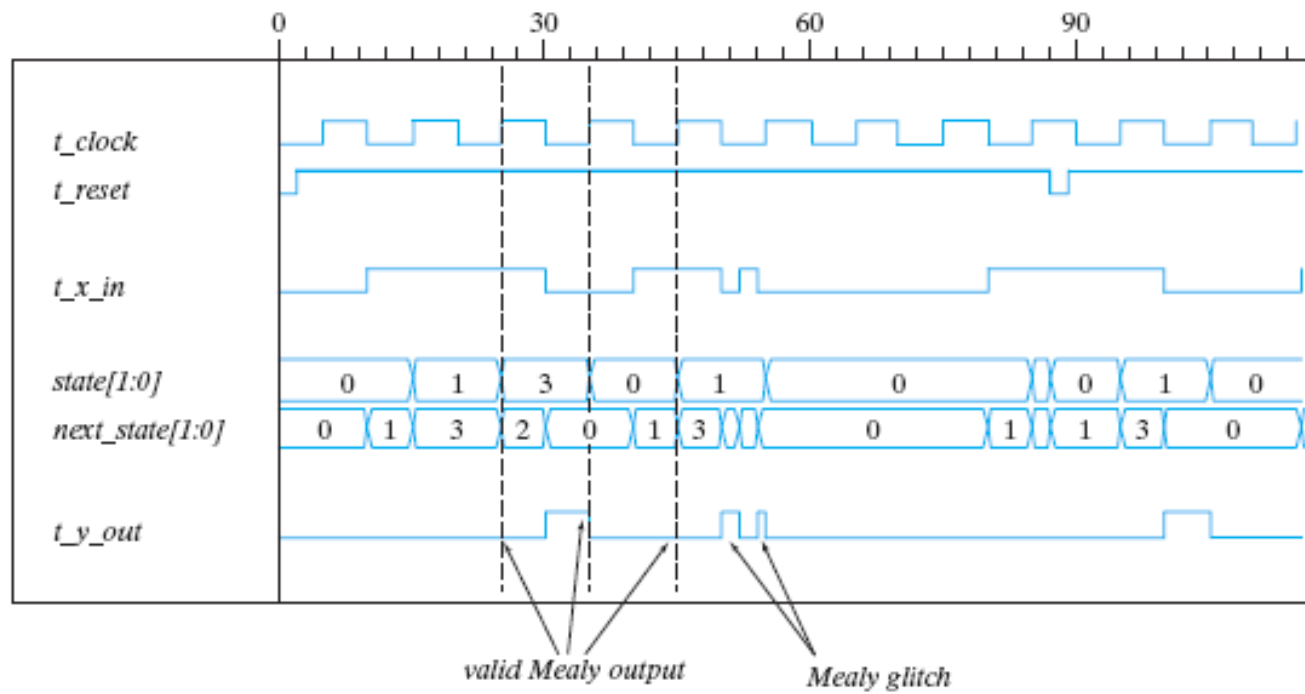 0 30 60 90
t_clock
t_reset
t_x_in
state[1:0] 0 1 3 0 1 0 0 1 0
next_state[1:0] 0 1 3 2 0 1 3 0 1 1 3 0
t_y_out
valid Mealy output
Mealy glitch